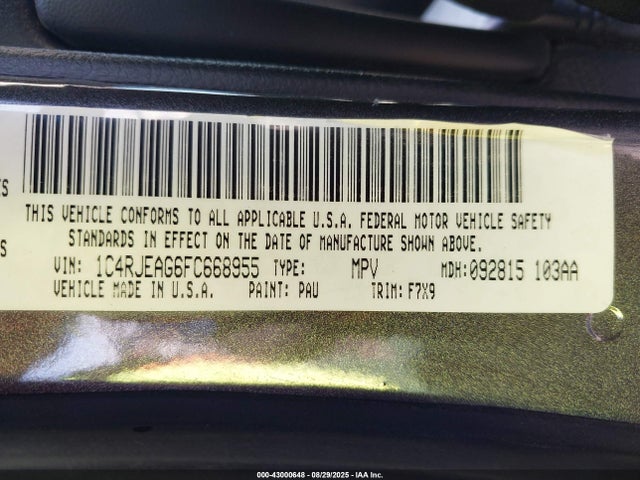 XS
THIS VEHICLE CONFORMS TO ALL APPLICABLE U.S.A. FEDERAL MOTOR VEHICLE SAFETY
XS STANDARDS IN EFFECT ON THE DATE OF MANUFACTURE SHOWN ABOVE.
VIN: 1C4RJEAG6FC668955 TYPE: MPV MDH:092815 103AA
VEHICLE MADE IN U.S.A. PAINT: PAU TRIM: F7X9
000-43000648 - 08/29/2025 - IAA Inc.